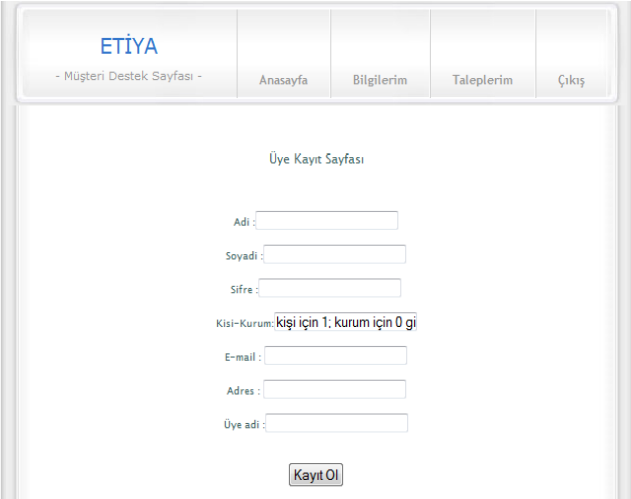 ETİYA
- Müşteri Destek Sayfası -
Anasayfa
Bilgilerim
Taleplerim
Çıkış
Üye Kayıt Sayfası
Adi :
Soyadi :
Sifre :
Kisi-Kurum: kişi için 1; kurum için 0 gi
E-mail :
Adres :
Üye adi :
Kayıt Ol